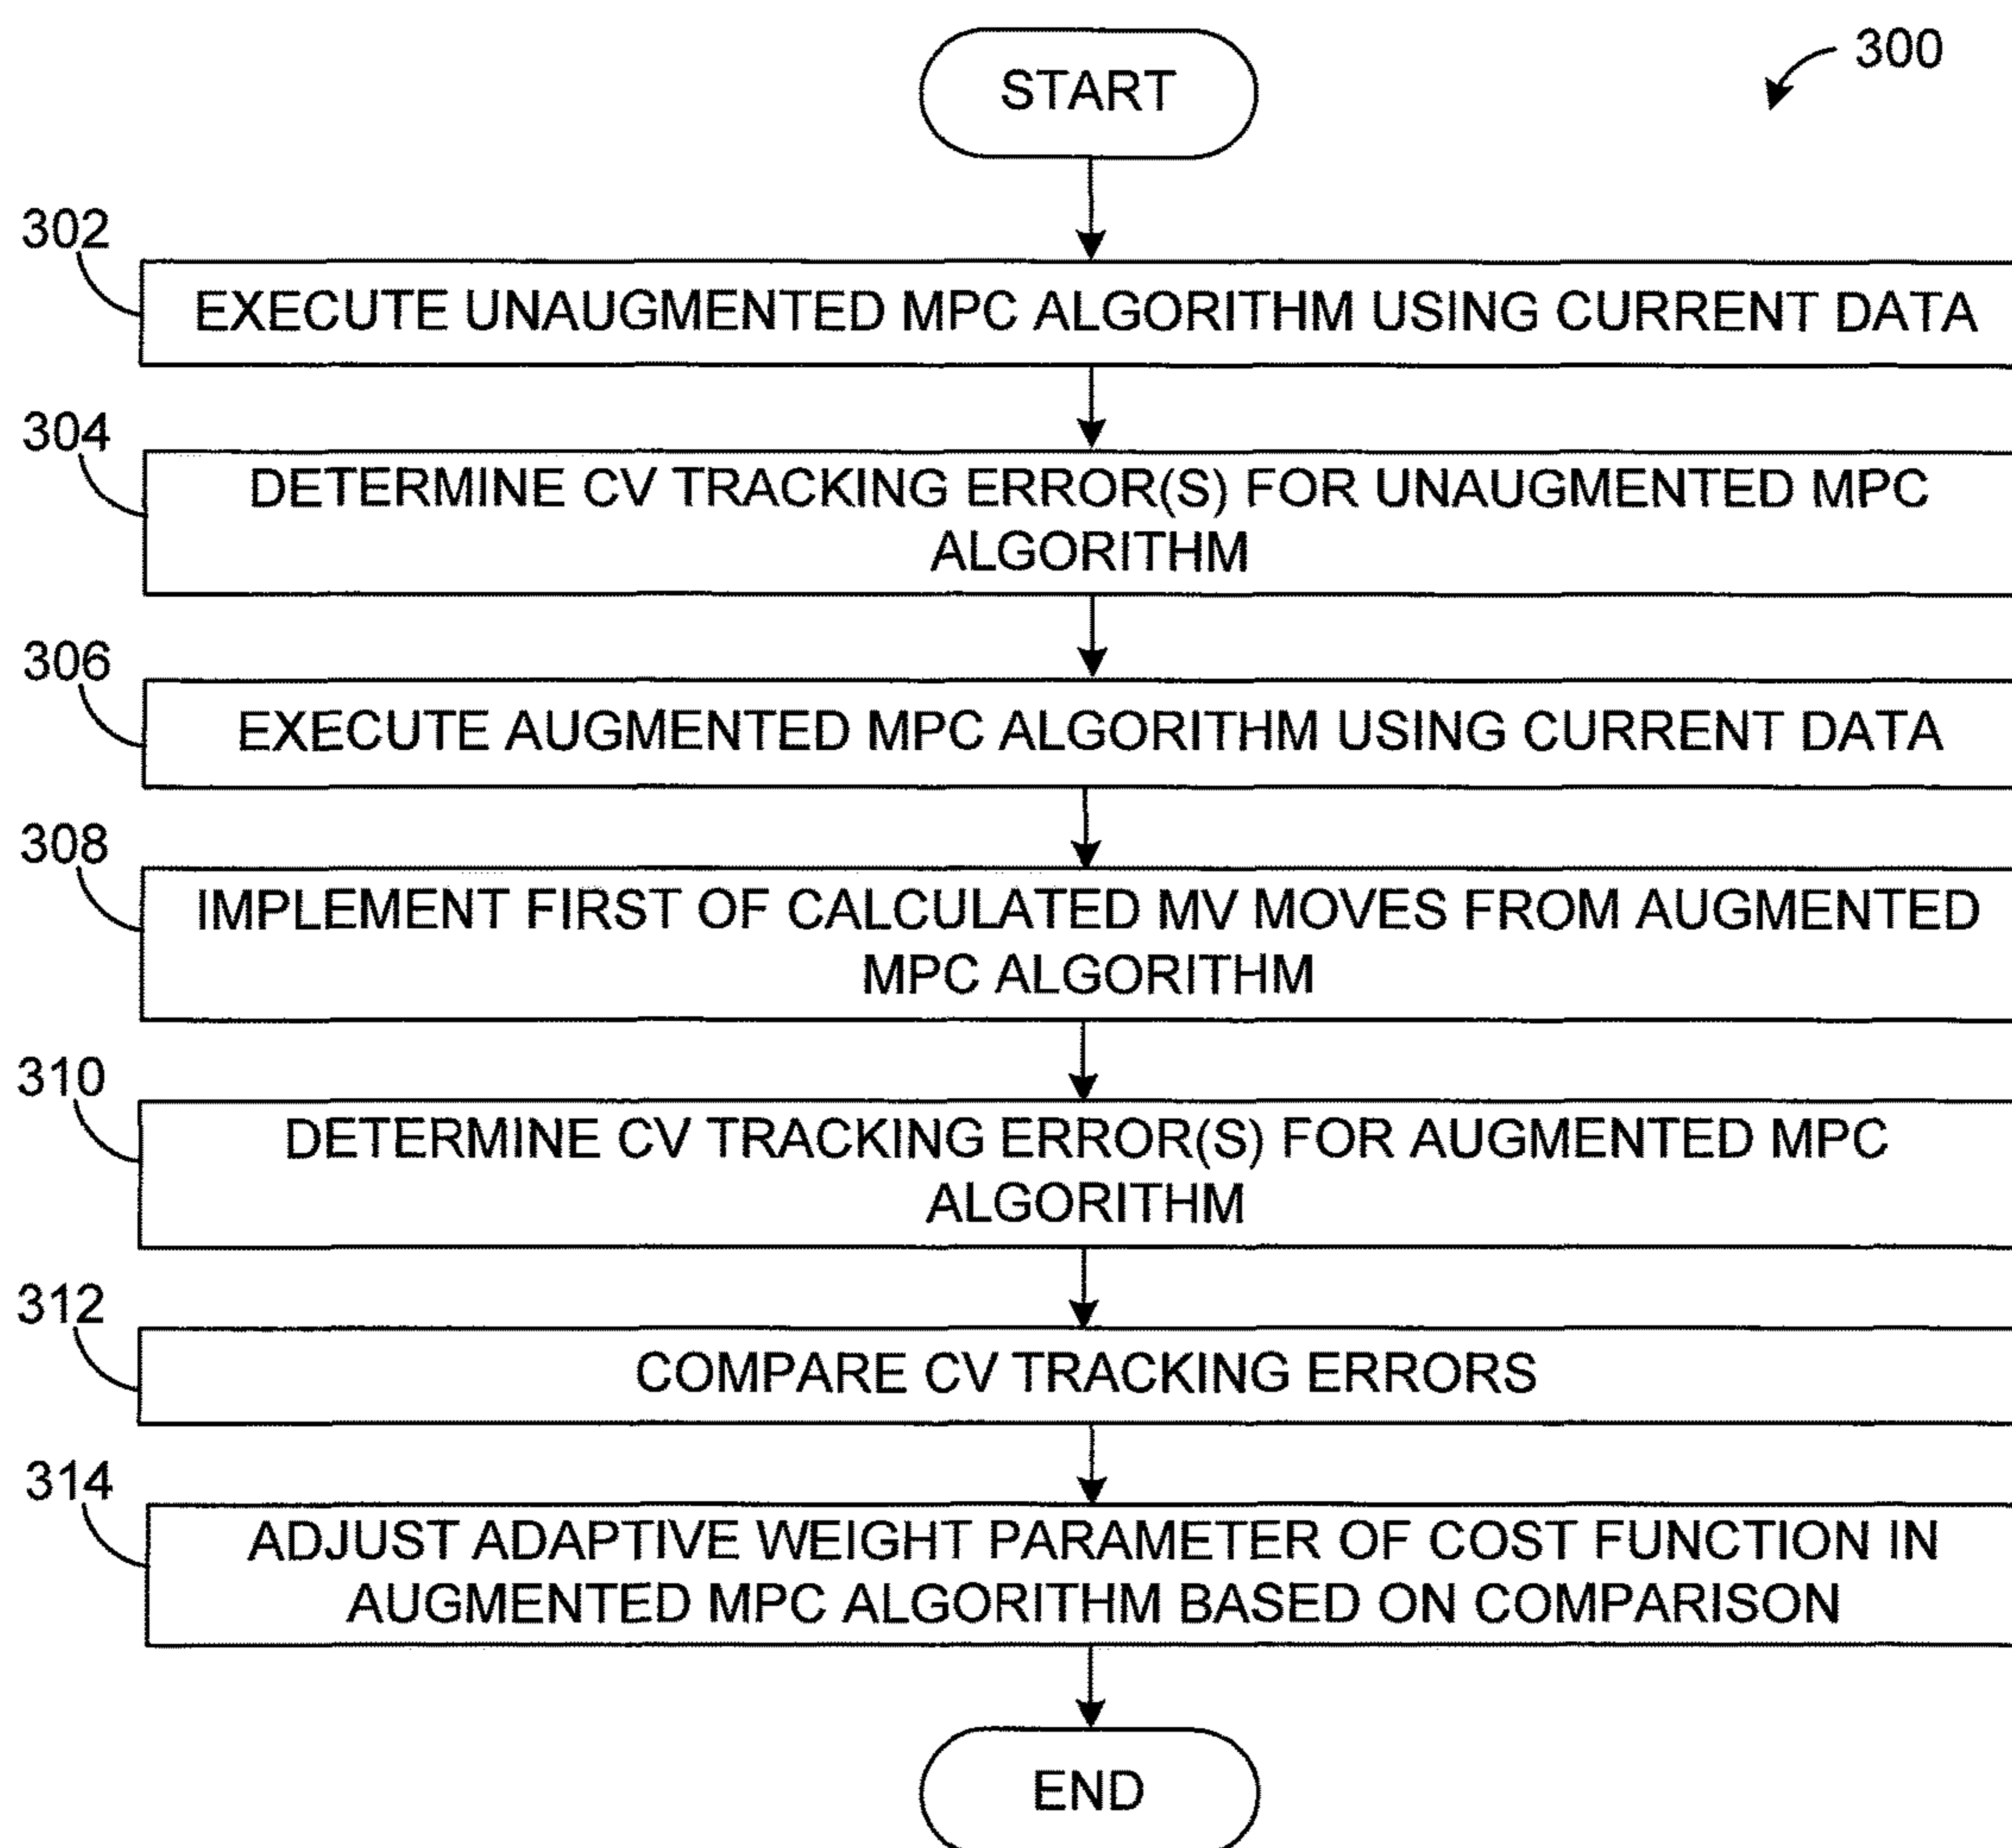 START
300
302
EXECUTE UNAUGMENTED MPC ALGORITHM USING CURRENT DATA
304
DETERMINE CV TRACKING ERROR(S) FOR UNAUGMENTED MPC
ALGORITHM
306
EXECUTE AUGMENTED MPC ALGORITHM USING CURRENT DATA
308
IMPLEMENT FIRST OF CALCULATED MV MOVES FROM AUGMENTED
MPC ALGORITHM
310
DETERMINE CV TRACKING ERROR(S) FOR AUGMENTED MPC
ALGORITHM
312
COMPARE CV TRACKING ERRORS
314
ADJUST ADAPTIVE WEIGHT PARAMETER OF COST FUNCTION IN
AUGMENTED MPC ALGORITHM BASED ON COMPARISON
END